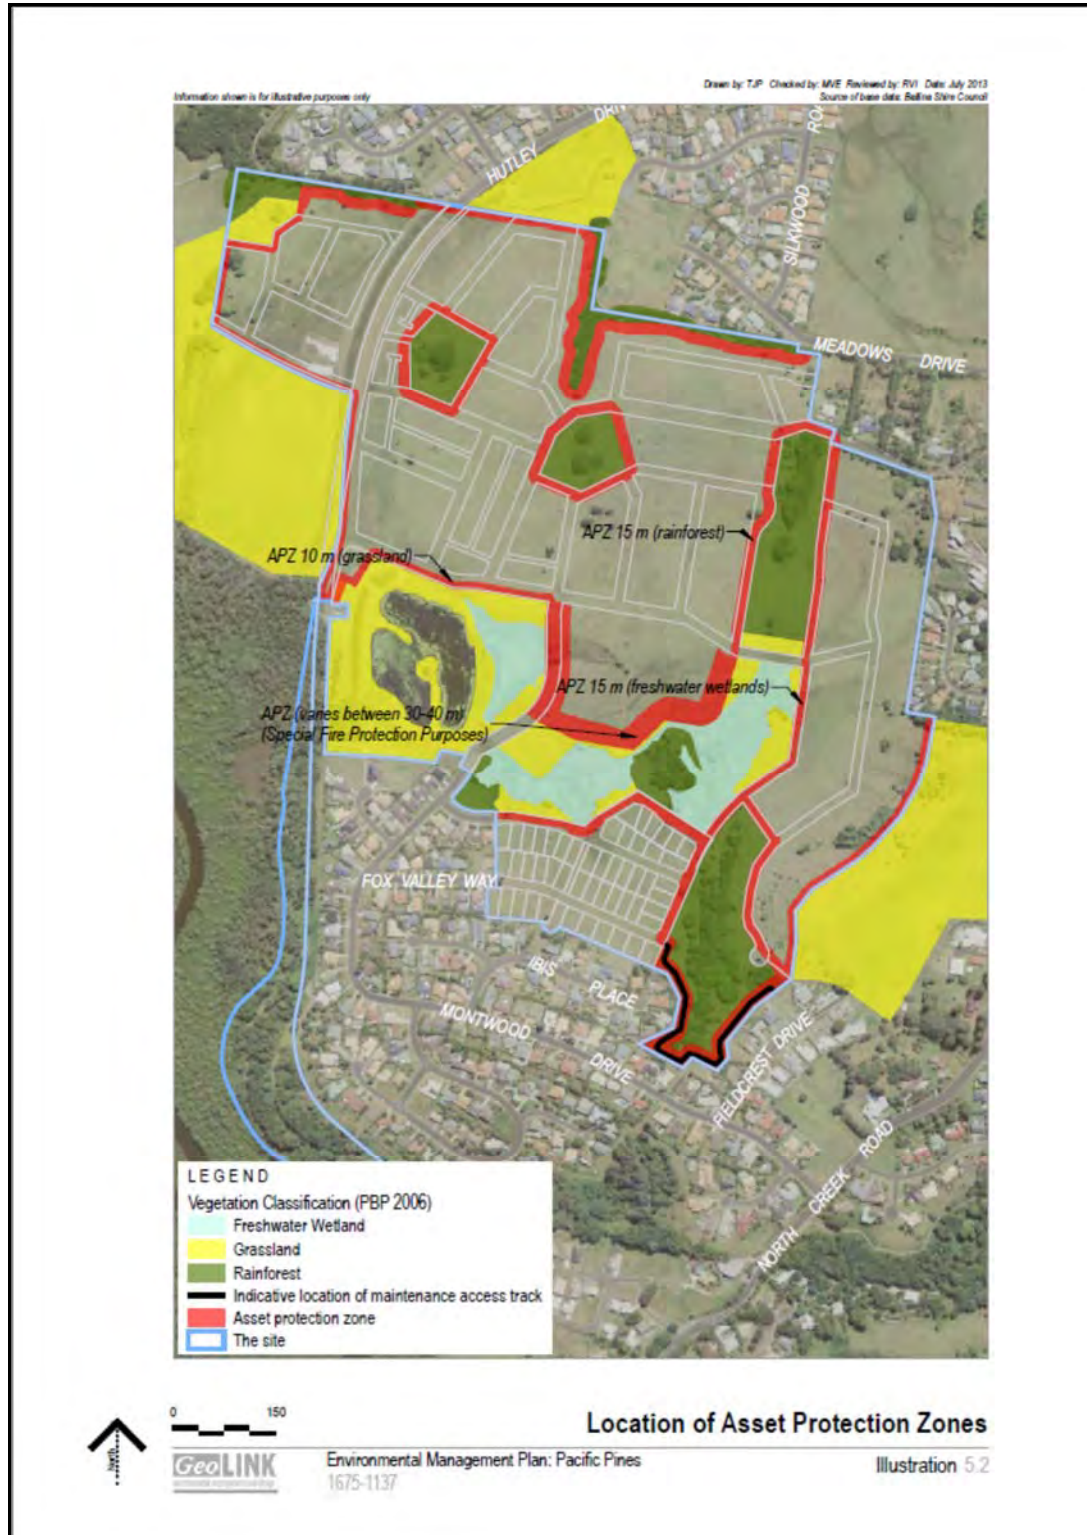 Information shown is for illustrative purposes only
Drawn by: TJP Checked by: MVE Reviewed by: RVI Date: July 2013
Source of base data: Ballina Shire Council
HUTLEY DRIVE
SILKWOOD ROAD
MEADOWS DRIVE
APZ 15 m (rainforest)
APZ 10 m (grassland)
APZ 15 m (freshwater wetlands)
APZ (varies between 30-40 m)
(Special Fire Protection Purposes)
FOX VALLEY WAY
IBIS PLACE
MONTWOOD DRIVE
FIELDCREST DRIVE
NORTH CREEK ROAD
LEGEND
Vegetation Classification (PBP 2006)
Freshwater Wetland
Grassland
Rainforest
Indicative location of maintenance access track
Asset protection zone
The site
North
0 150
Location of Asset Protection Zones
GeoLINK
Environmental Management Plan: Pacific Pines
1675-1137
Illustration 5.2